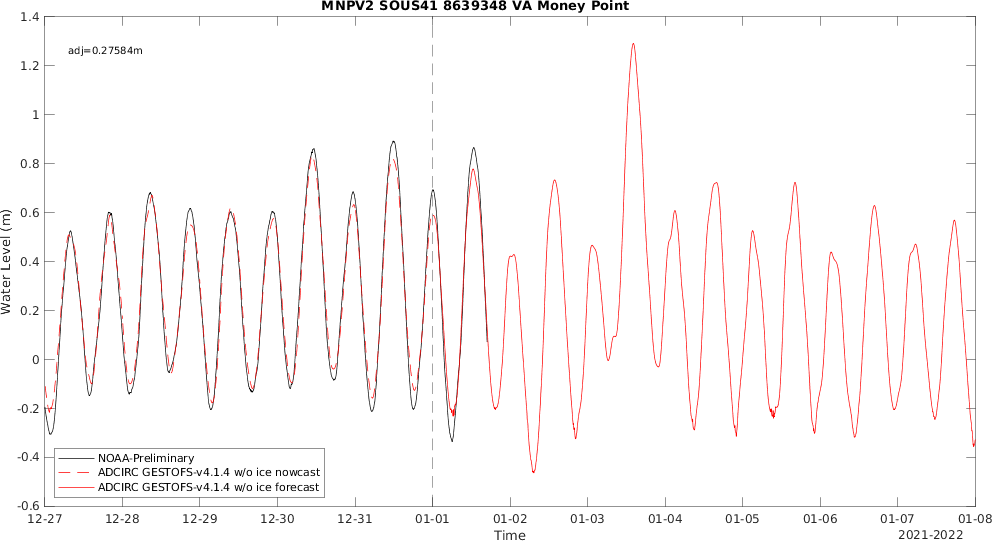 MNPV2 SOUS41 8639348 VA Money Point
adj=0.27584m
1.4
1.2
1
0.8
0.6
0.4
0.2
0
-0.2
-0.4
-0.6
Water Level (m)
NOAA-Preliminary
ADCIRC GESTOFS-v4.1.4 w/o ice nowcast
ADCIRC GESTOFS-v4.1.4 w/o ice forecast
12-27 12-28 12-29 12-30 12-31 01-01 01-02 01-03 01-04 01-05 01-06 01-07 01-08
Time
2021-2022